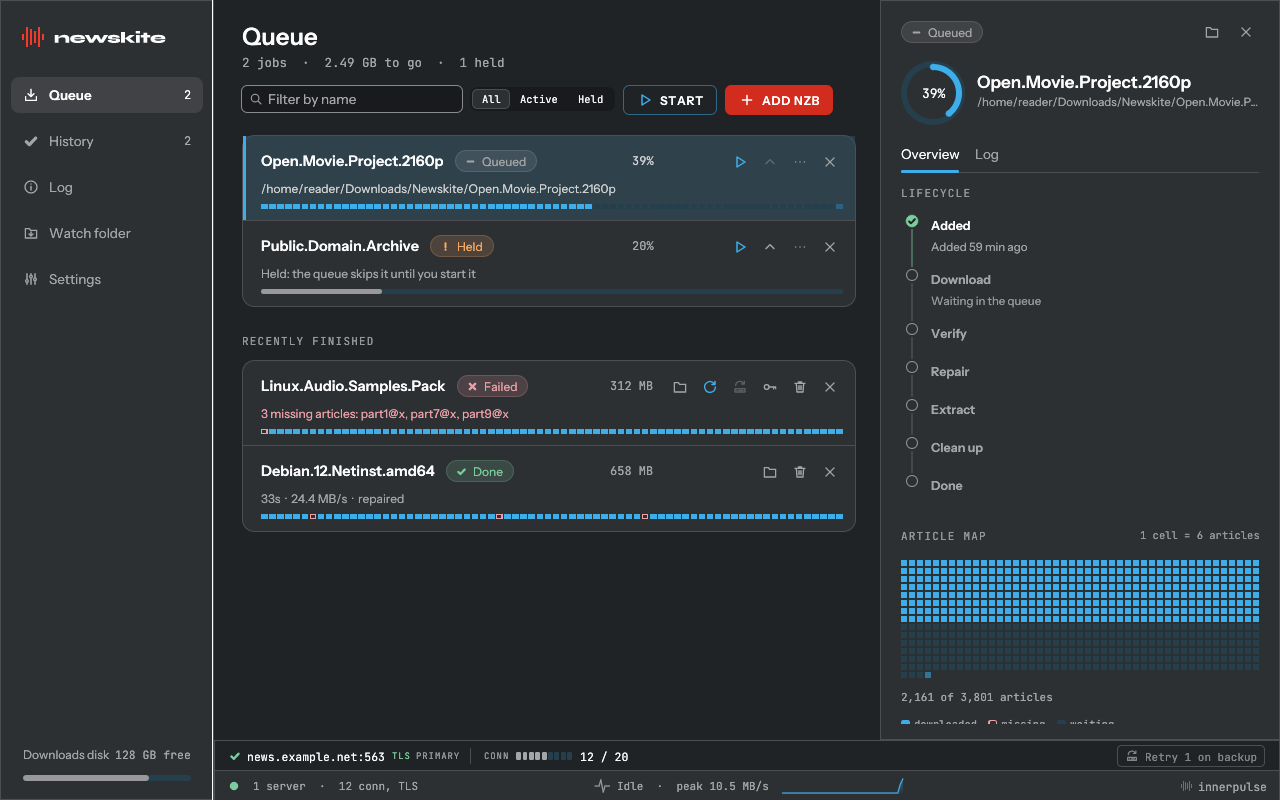 newskite
Queue 2
History 2
Log
Watch folder
Settings
Downloads disk 128 GB free
Queue
2 jobs · 2.49 GB to go · 1 held
Filter by name
All Active Held
START
ADD NZB
Open.Movie.Project.2160p Queued 39%
/home/reader/Downloads/Newskite/Open.Movie.Project.2160p
Public.Domain.Archive Held 20%
Held: the queue skips it until you start it
RECENTLY FINISHED
Linux.Audio.Samples.Pack Failed 312 MB
3 missing articles: part1@x, part7@x, part9@x
Debian.12.Netinst.amd64 Done 658 MB
33s · 24.4 MB/s · repaired
Queued
39%
Open.Movie.Project.2160p
/home/reader/Downloads/Newskite/Open.Movie.P...
Overview Log
LIFECYCLE
Added
Added 59 min ago
Download
Waiting in the queue
Verify
Repair
Extract
Clean up
Done
ARTICLE MAP 1 cell = 6 articles
2,161 of 3,801 articles
downloaded missing waiting
news.example.net:563 TLS PRIMARY CONN 12 / 20 Retry 1 on backup
1 server · 12 conn, TLS Idle · peak 10.5 MB/s innerpulse